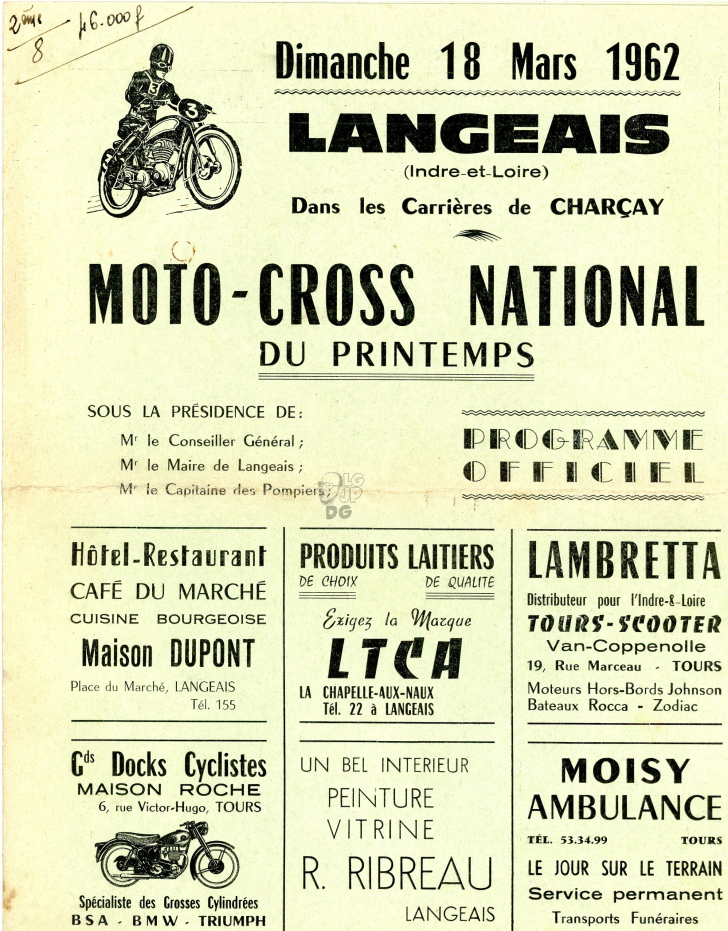 2ème
8
46.000f
3
3
Dimanche 18 Mars 1962
LANGEAIS
(Indre-et-Loire)
Dans les Carrières de CHARÇAY
MOTO-CROSS NATIONAL
DU PRINTEMPS
SOUS LA PRÉSIDENCE DE:
Mr le Conseiller Général;
Mr le Maire de Langeais;
Mr le Capitaine des Pompiers;
PROGRAMME
OFFICIEL
Hôtel-Restaurant
CAFÉ DU MARCHÉ
CUISINE BOURGEOISE
Maison DUPONT
Place du Marché, LANGEAIS
Tél. 155
PRODUITS LAITIERS
DE CHOIX DE QUALITE
Exigez la Marque
LTCA
LA CHAPELLE-AUX-NAUX
Tél. 22 à LANGEAIS
LAMBRETTA
Distributeur pour l'Indre-&-Loire
TOURS-SCOOTER
Van-Coppenolle
19, Rue Marceau - TOURS
Moteurs Hors-Bords Johnson
Bateaux Rocca - Zodiac
Gds Docks Cyclistes
MAISON ROCHE
6, rue Victor-Hugo, TOURS
Spécialiste des Grosses Cylindrées
BSA - BMW - TRIUMPH
UN BEL INTERIEUR
PEINTURE
VITRINE
R. RIBREAU
LANGEAIS
MOISY
AMBULANCE
TÉL. 53.34.99 TOURS
LE JOUR SUR LE TERRAIN
Service permanent
Transports Funéraires